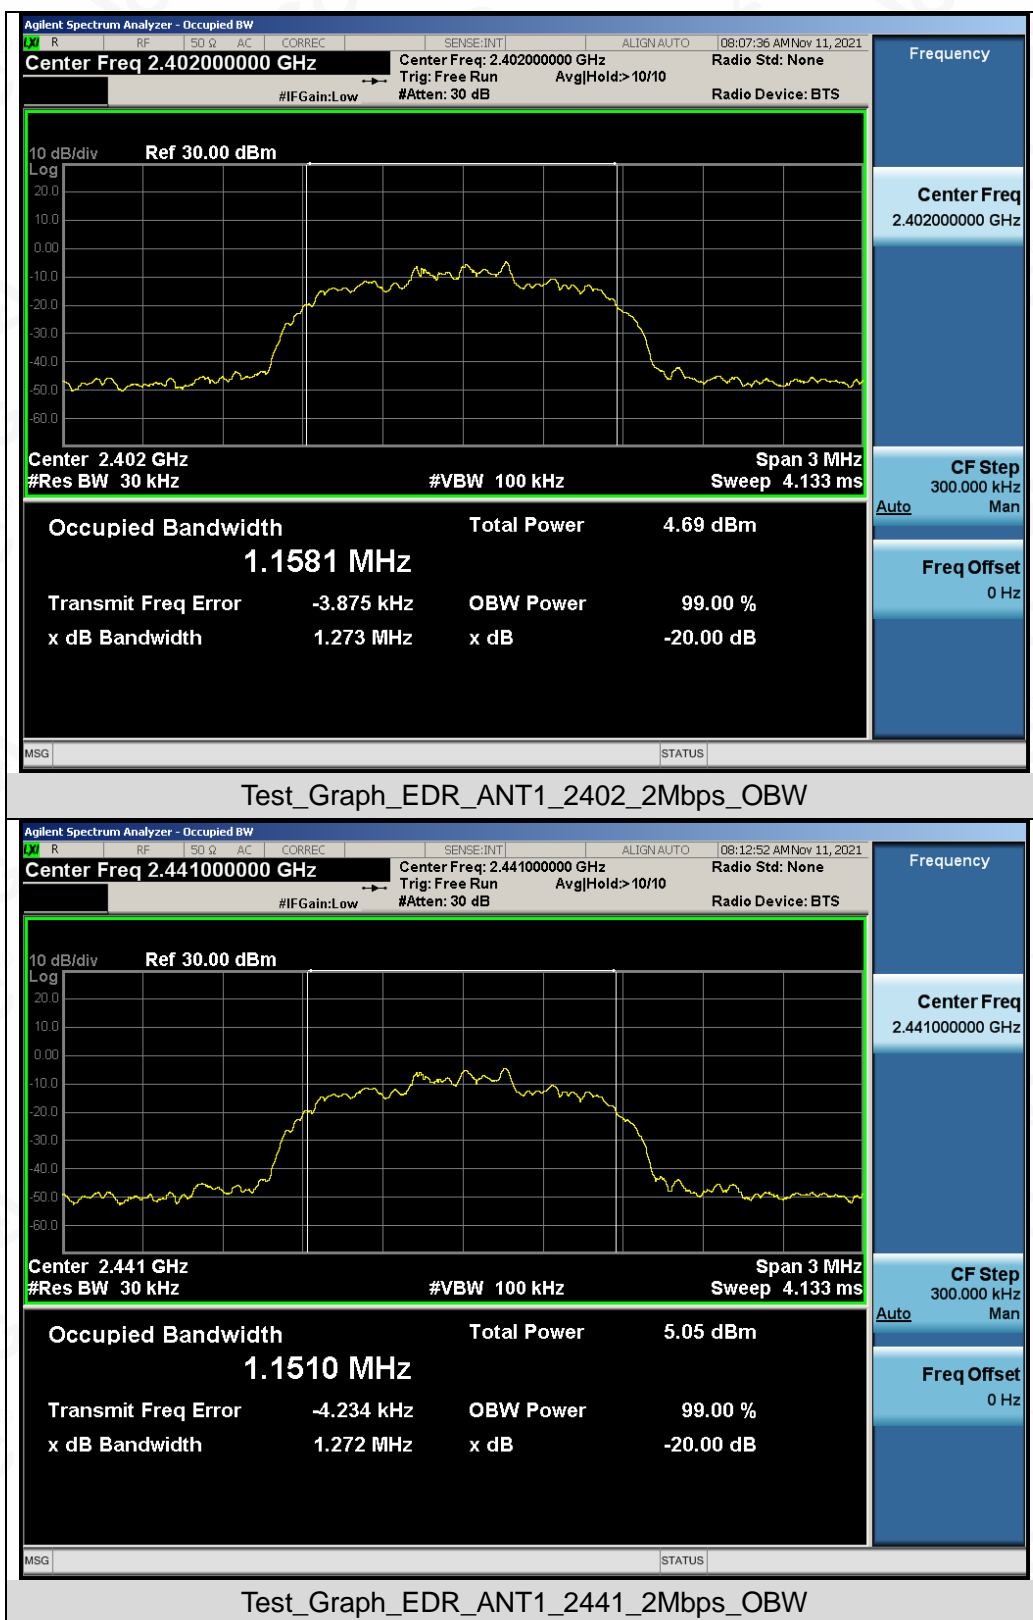 Agilent Spectrum Analyzer - Occupied BW
LXI R RF 50 Ω AC CORREC SENSE:INT ALIGN AUTO 08:07:36 AM Nov 11, 2021
Center Freq 2.402000000 GHz Center Freq: 2.402000000 GHz Radio Std: None Frequency
Trig: Free Run Avg|Hold:>10/10
#IFGain:Low #Atten: 30 dB Radio Device: BTS
10 dB/div Ref 30.00 dBm
Log
20.0
10.0
0.00
-10.0
-20.0
-30.0
-40.0
-50.0
-60.0
Center Freq
2.402000000 GHz
Center 2.402 GHz Span 3 MHz
#Res BW 30 kHz #VBW 100 kHz Sweep 4.133 ms
CF Step
300.000 kHz
Auto Man
Occupied Bandwidth Total Power 4.69 dBm
1.1581 MHz
Transmit Freq Error -3.875 kHz OBW Power 99.00 %
x dB Bandwidth 1.273 MHz x dB -20.00 dB
Freq Offset
0 Hz
MSG STATUS
Test_Graph_EDR_ANT1_2402_2Mbps_OBW
Agilent Spectrum Analyzer - Occupied BW
LXI R RF 50 Ω AC CORREC SENSE:INT ALIGN AUTO 08:12:52 AM Nov 11, 2021
Center Freq 2.441000000 GHz Center Freq: 2.441000000 GHz Radio Std: None Frequency
Trig: Free Run Avg|Hold:>10/10
#IFGain:Low #Atten: 30 dB Radio Device: BTS
10 dB/div Ref 30.00 dBm
Log
20.0
10.0
0.00
-10.0
-20.0
-30.0
-40.0
-50.0
-60.0
Center Freq
2.441000000 GHz
Center 2.441 GHz Span 3 MHz
#Res BW 30 kHz #VBW 100 kHz Sweep 4.133 ms
CF Step
300.000 kHz
Auto Man
Occupied Bandwidth Total Power 5.05 dBm
1.1510 MHz
Transmit Freq Error -4.234 kHz OBW Power 99.00 %
x dB Bandwidth 1.272 MHz x dB -20.00 dB
Freq Offset
0 Hz
MSG STATUS
Test_Graph_EDR_ANT1_2441_2Mbps_OBW